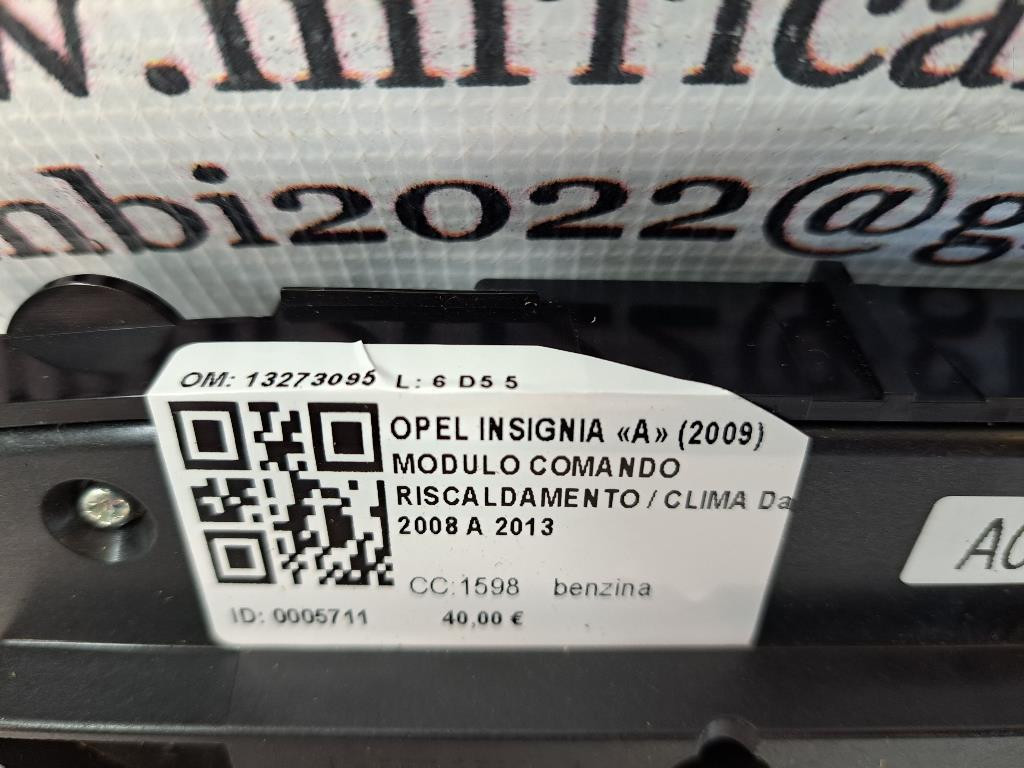 nbi2022@g
OM: 13273095 L: 6 D5 5
OPEL INSIGNIA «A» (2009)
MODULO COMANDO
RISCALDAMENTO / CLIMA Da
2008 A 2013
CC:1598 benzina
ID: 0005711 40,00 €